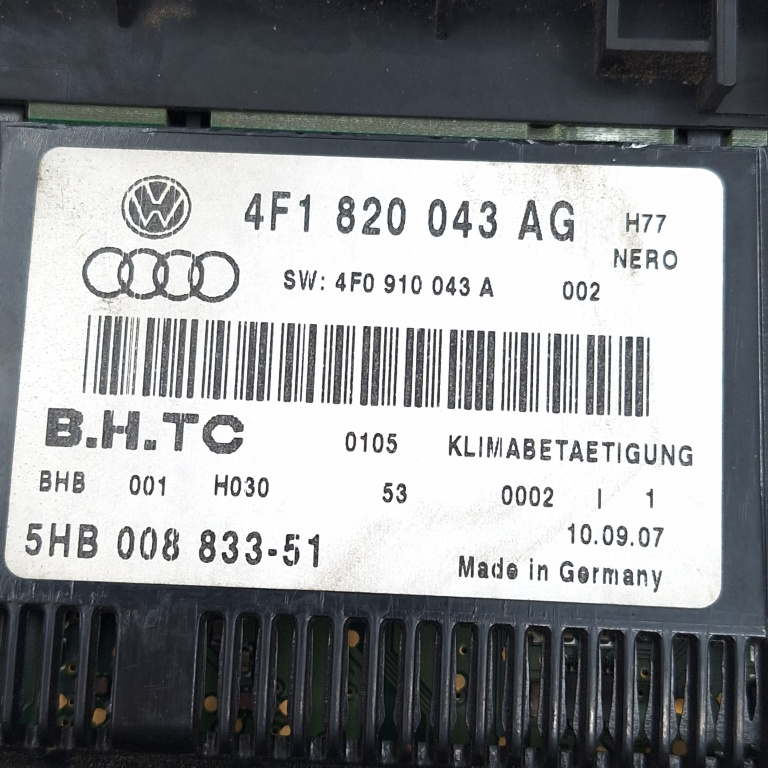 4F1 820 043 AG H77
NERO
SW: 4F0 910 043 A 002
B.H.TC 0105 KLIMABETAETIGUNG
BHB 001 H030 53 0002 | 1
5HB 008 833-51 10.09.07
Made in Germany